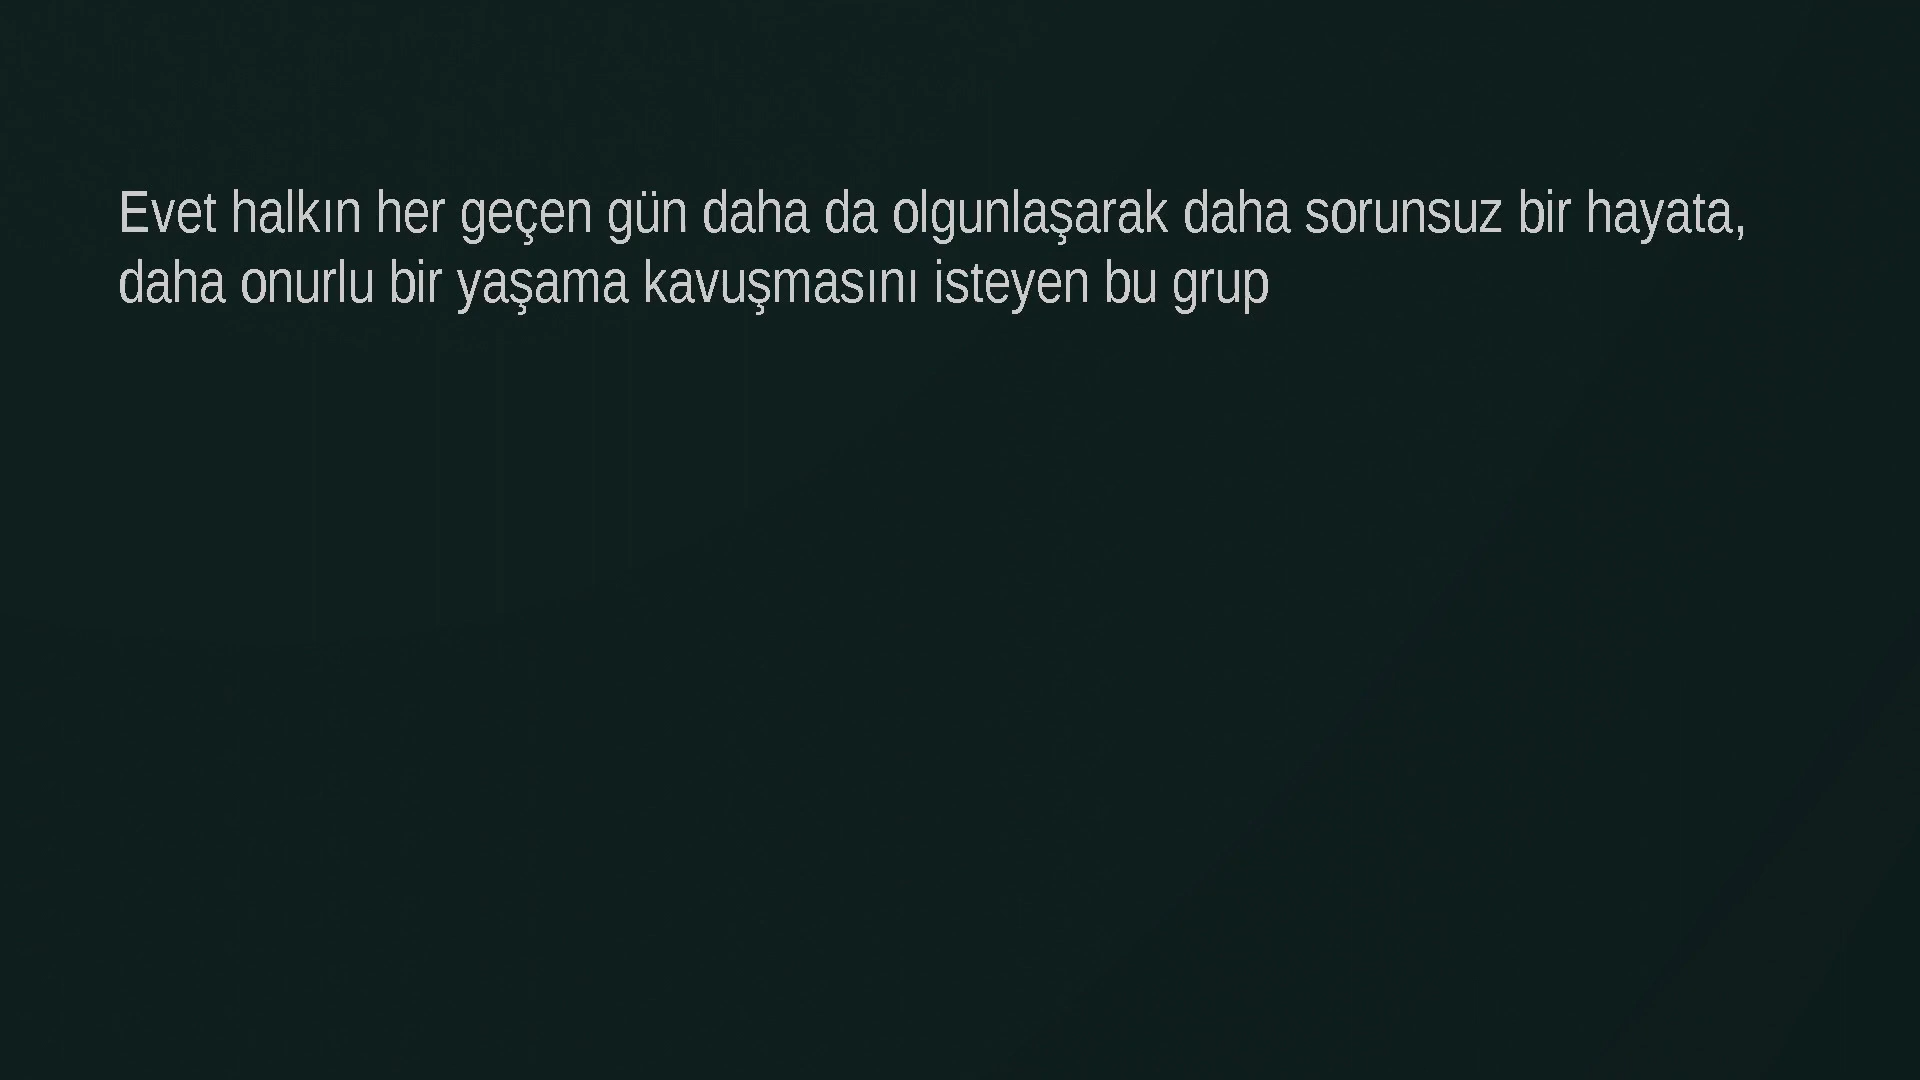 Evet halkın her geçen gün daha da olgunlaşarak daha sorunsuz bir hayata,
daha onurlu bir yaşama kavuşmasını isteyen bu grup